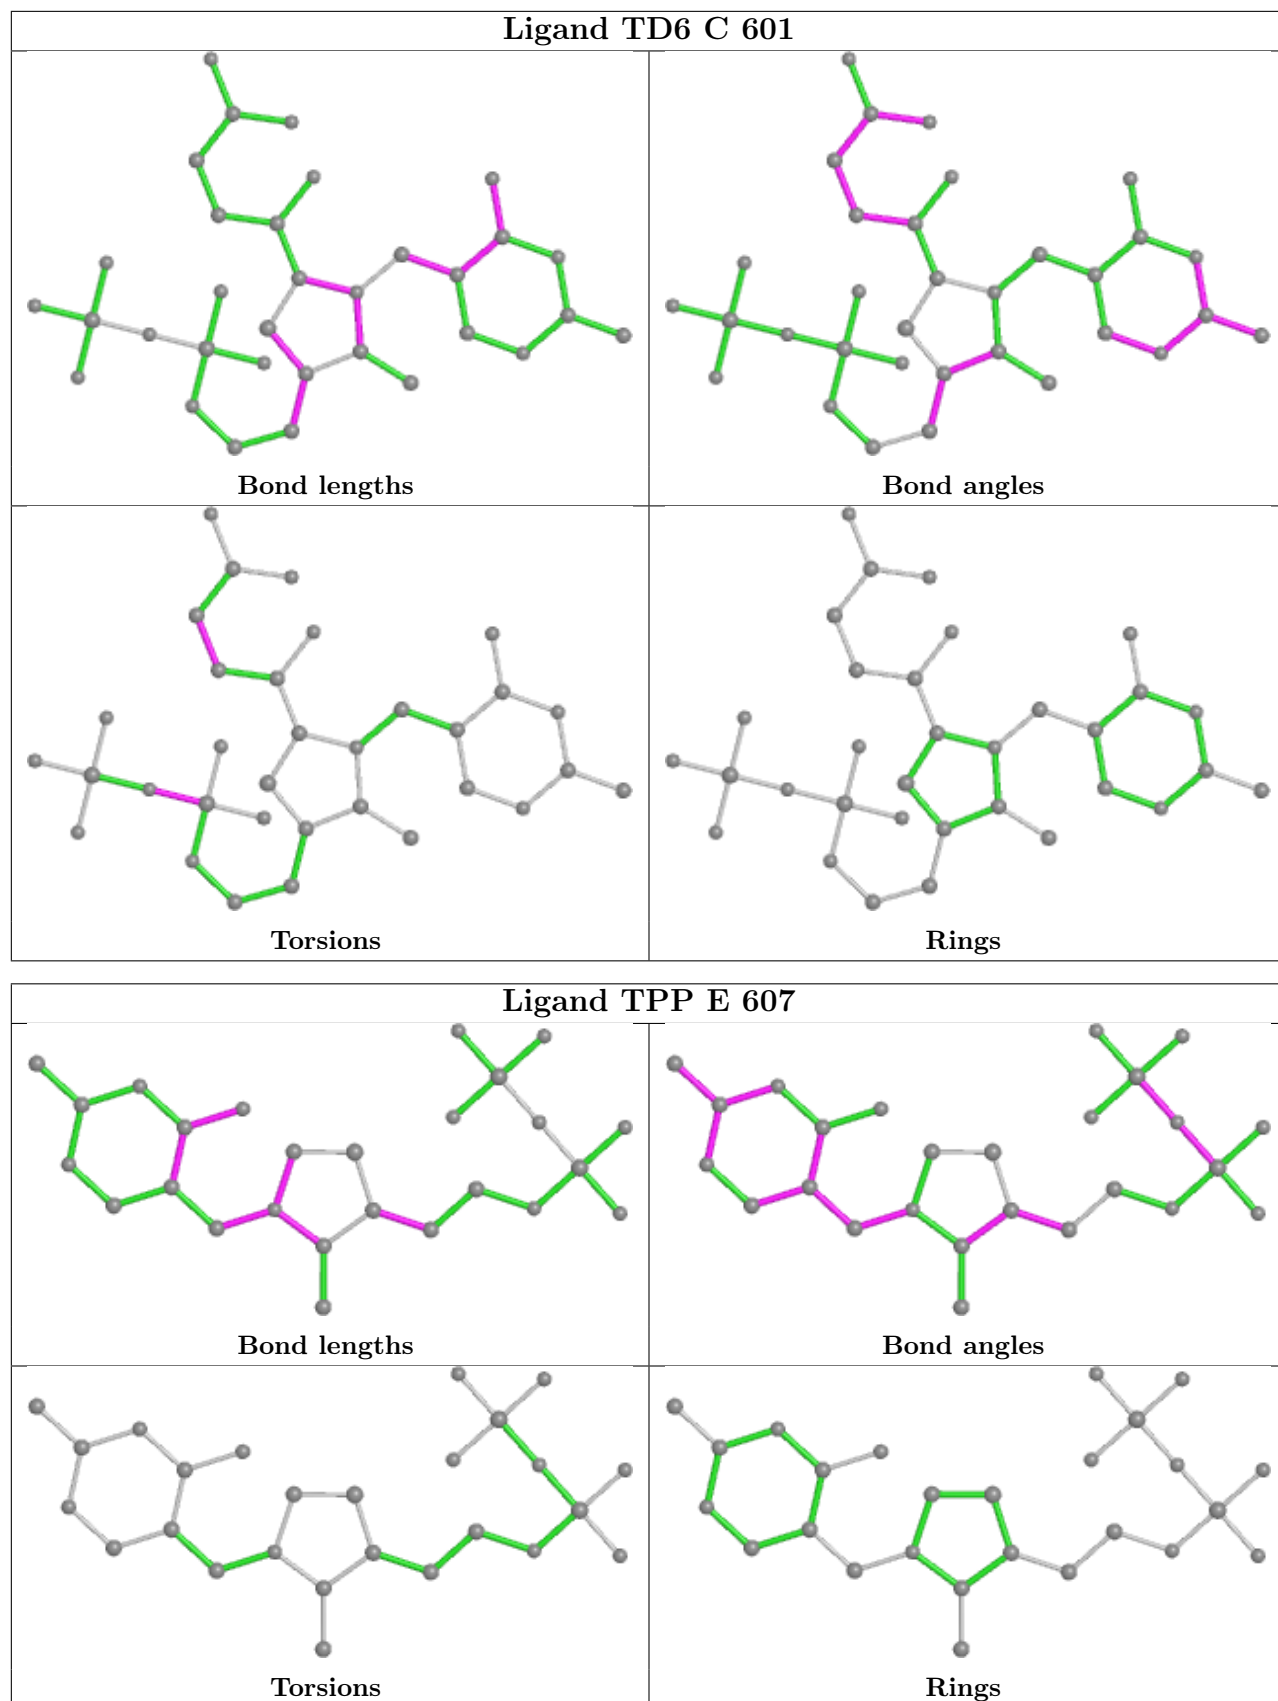 Ligand TD6 C 601
Bond lengths
Bond angles
Torsions
Rings
Ligand TPP E 607
Bond lengths
Bond angles
Torsions
Rings